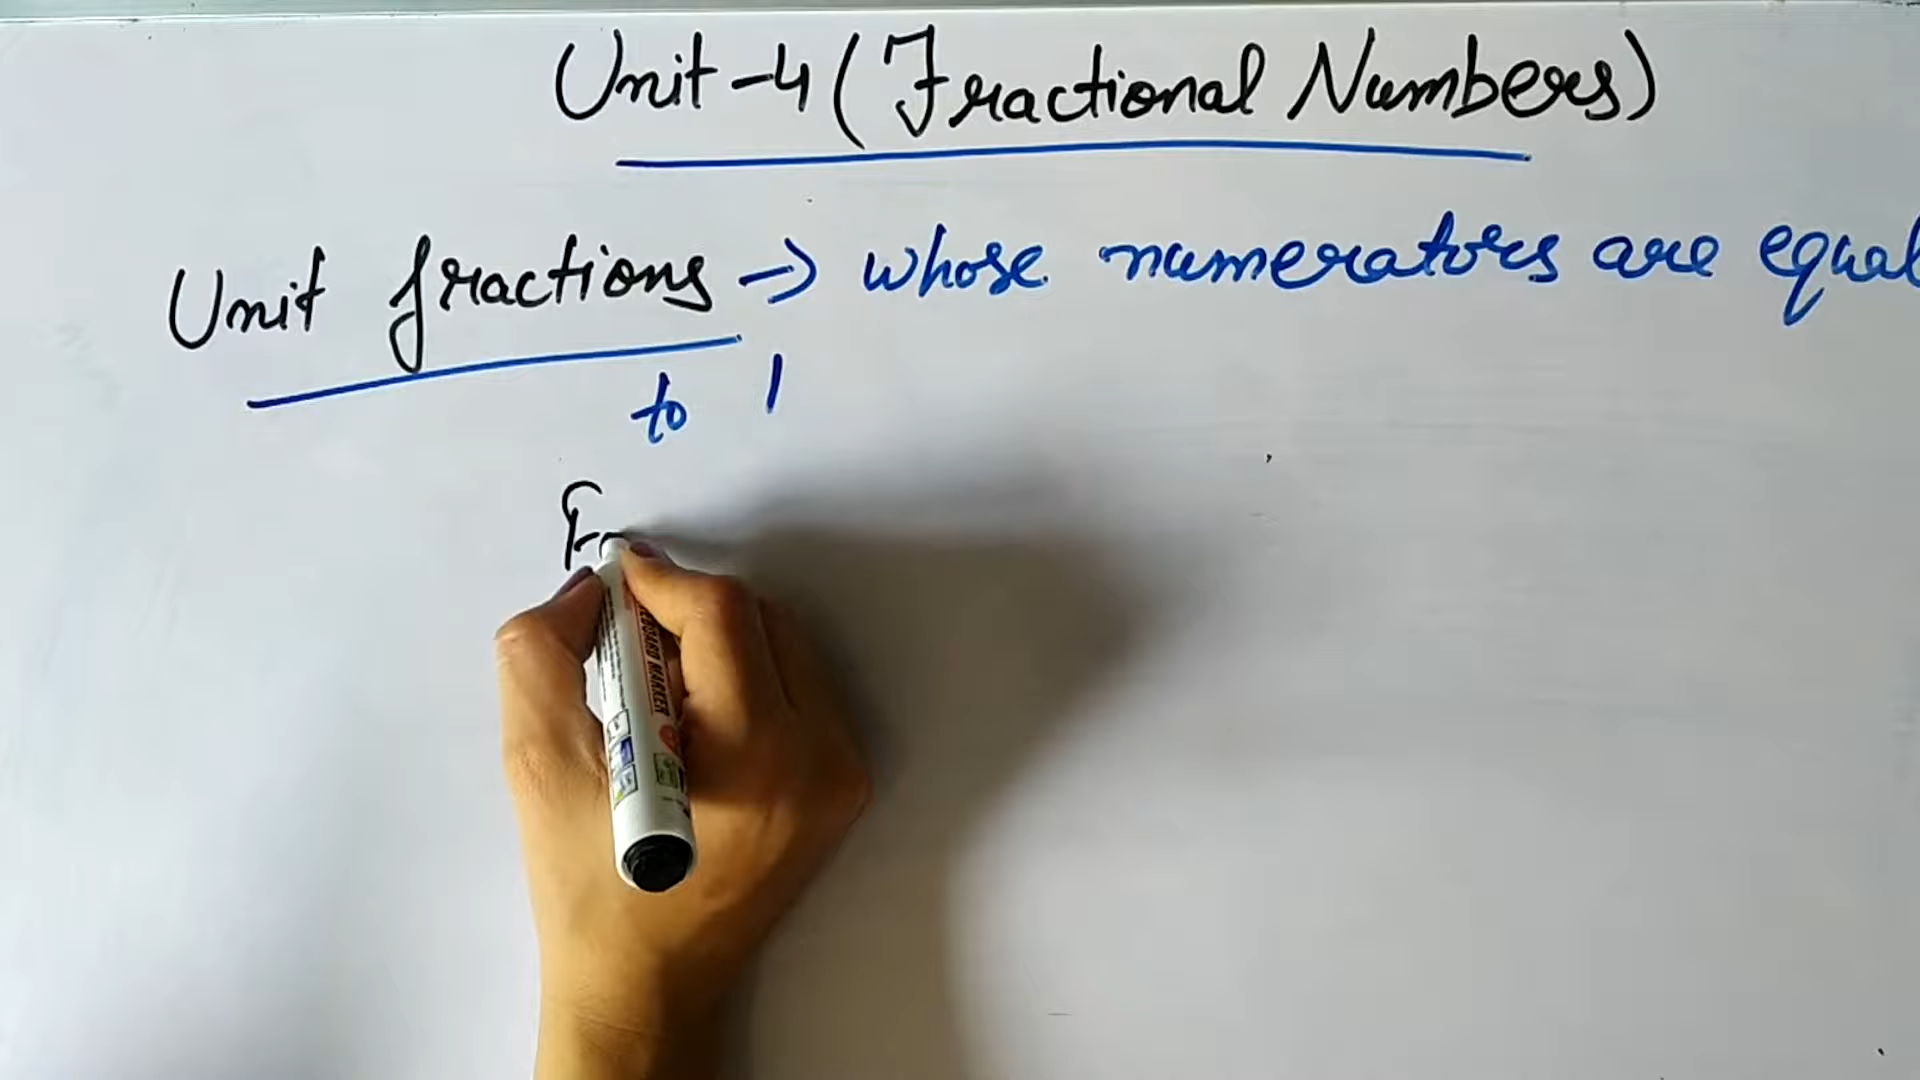 Unit-4 (Fractional Numbers)
Unit fractions → whose numerators are equal
to 1